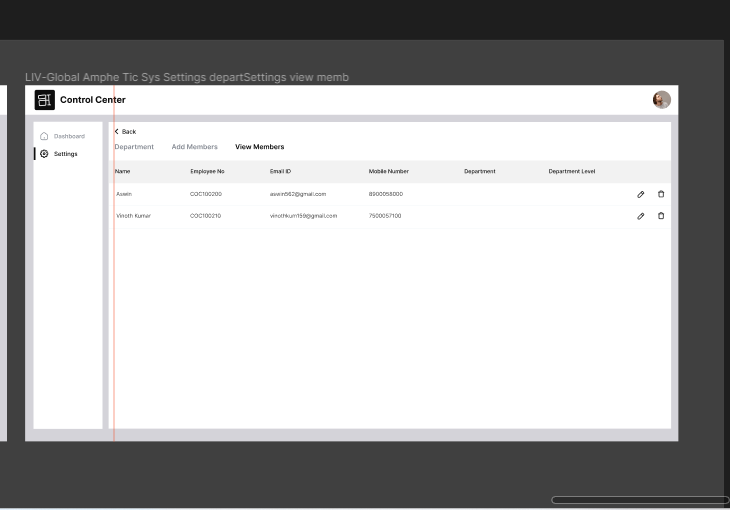 LIV-Global Amphe Tic Sys Settings departSettings view memb
Control Center
Dashboard
Settings
Back
Department Add Members View Members
Name Employee No Email ID Mobile Number Department Department Level
Aswin COC100200 aswin562@gmail.com 8900058000
Vinoth Kumar COC100210 vinothkum159@gmail.com 7500057100